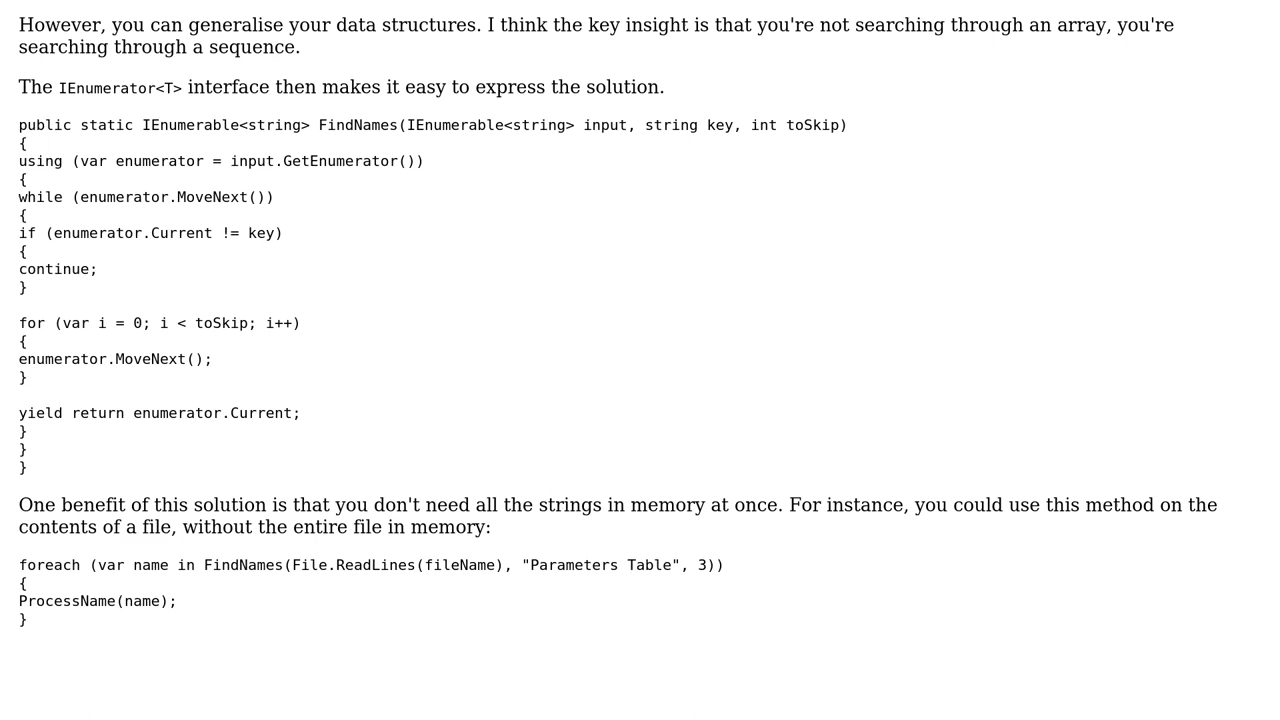 However, you can generalise your data structures. I think the key insight is that you're not searching through an array, you're
searching through a sequence.
The IEnumerator<T> interface then makes it easy to express the solution.
public static IEnumerable<string> FindNames(IEnumerable<string> input, string key, int toSkip)
{
using (var enumerator = input.GetEnumerator())
{
while (enumerator.MoveNext())
{
if (enumerator.Current != key)
{
continue;
}
for (var i = 0; i < toSkip; i++)
{
enumerator.MoveNext();
}
yield return enumerator.Current;
}
}
}
One benefit of this solution is that you don't need all the strings in memory at once. For instance, you could use this method on the
contents of a file, without the entire file in memory:
foreach (var name in FindNames(File.ReadLines(fileName), "Parameters Table", 3))
{
ProcessName(name);
}